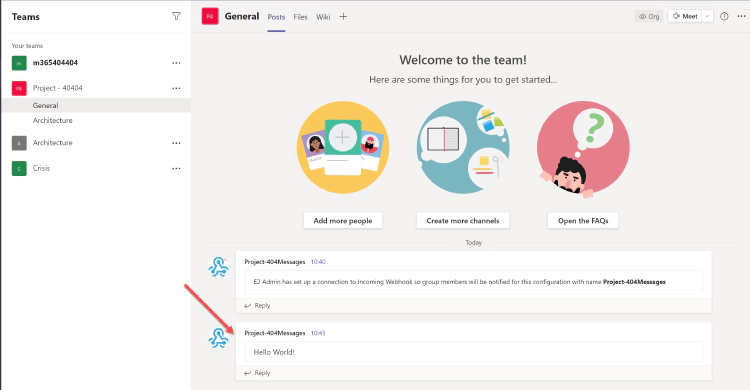 Teams
Your teams
m365404404
P4 Project - 40404
General
Architecture
A Architecture
C Crisis
P4 General Posts Files Wiki
Org Meet
Welcome to the team!
Here are some things for you to get started...
Add more people
Create more channels
Open the FAQs
Today
Project-404Messages 10:40
E2 Admin has set up a connection to Incoming Webhook so group members will be notified for this configuration with name Project-404Messages
Reply
Project-404Messages 10:45
Hello World!
Reply